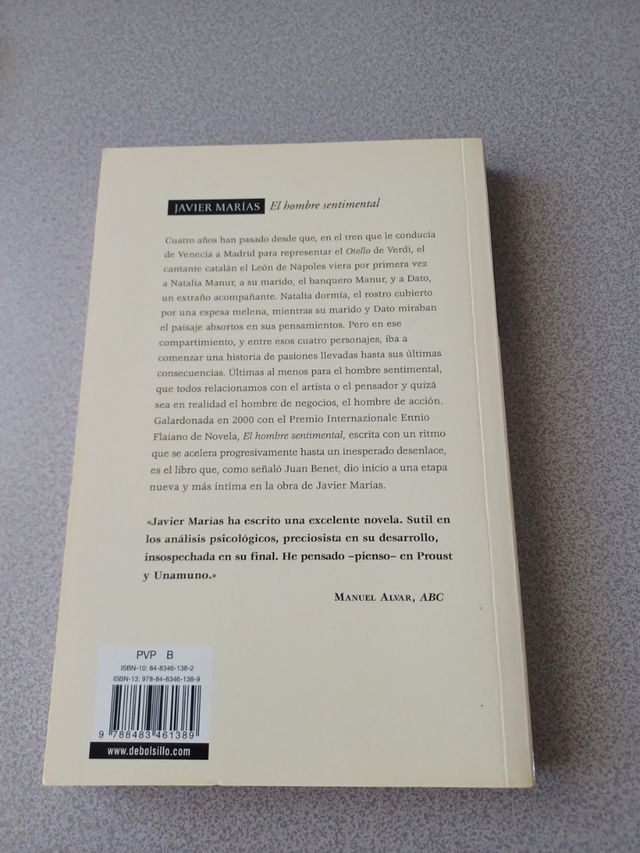 JAVIER MARÍAS El hombre sentimental
Cuatro años han pasado desde que, en el tren que le conducía
de Venecia a Madrid para representar el Otello de Verdi, el
cantante catalán el León de Nápoles viera por primera vez
a Natalia Manur, a su marido, el banquero Manur, y a Dato,
un extraño acompañante. Natalia dormía, el rostro cubierto
por una espesa melena, mientras su marido y Dato miraban
el paisaje absortos en sus pensamientos. Pero en ese
compartimiento, y entre esos cuatro personajes, iba a
comenzar una historia de pasiones llevadas hasta sus últimas
consecuencias. Últimas al menos para el hombre sentimental,
que todos relacionamos con el artista o el pensador y quizá
sea en realidad el hombre de negocios, el hombre de acción.
Galardonada en 2000 con el Premio Internazionale Ennio
Flaiano de Novela, El hombre sentimental, escrita con un ritmo
que se acelera progresivamente hasta un inesperado desenlace,
es el libro que, como señaló Juan Benet, dio inicio a una etapa
nueva y más íntima en la obra de Javier Marías.
«Javier Marías ha escrito una excelente novela. Sutil en
los análisis psicológicos, preciosista en su desarrollo,
insospechada en su final. He pensado –pienso– en Proust
y Unamuno.»
MANUEL ALVAR, ABC
PVP B
ISBN-10: 84-8346-138-2
ISBN-13: 978-84-8346-138-9
9 788483 461389
www.debolsillo.com